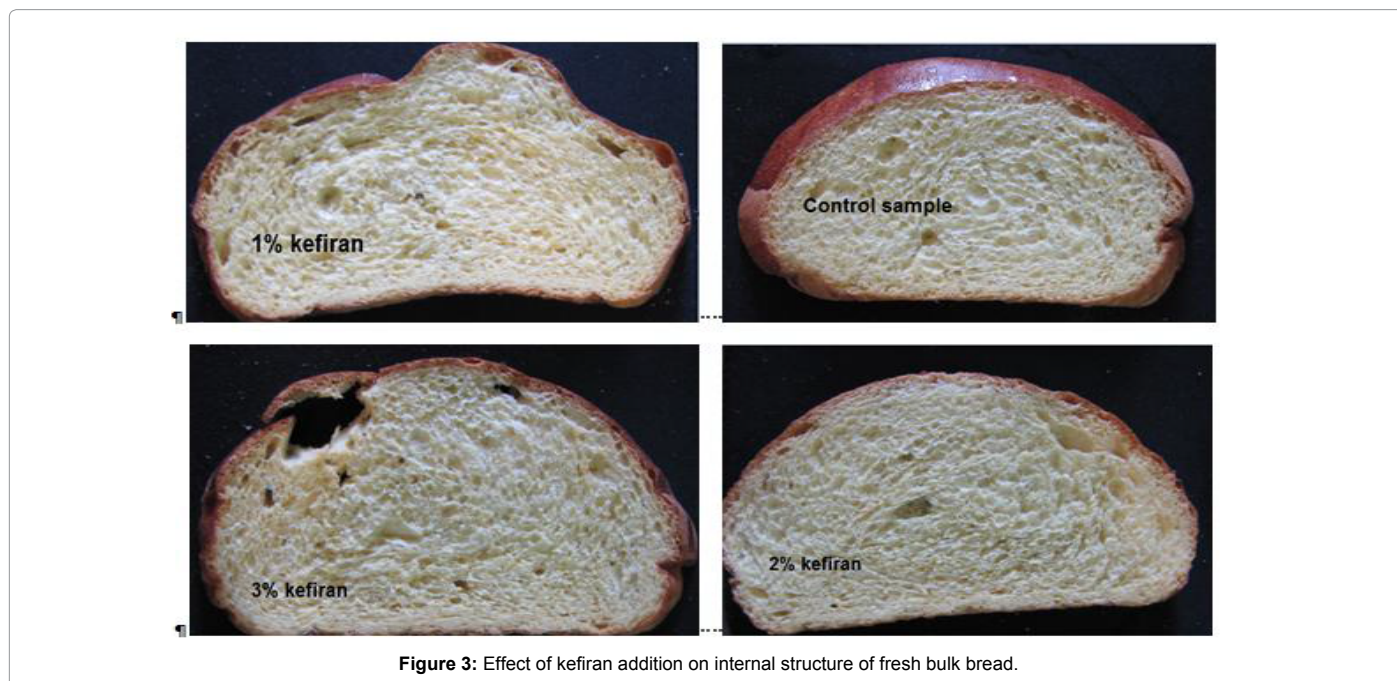 1% kefiran
Control sample
3% kefiran
2% kefiran
Figure 3: Effect of kefiran addition on internal structure of fresh bulk bread.